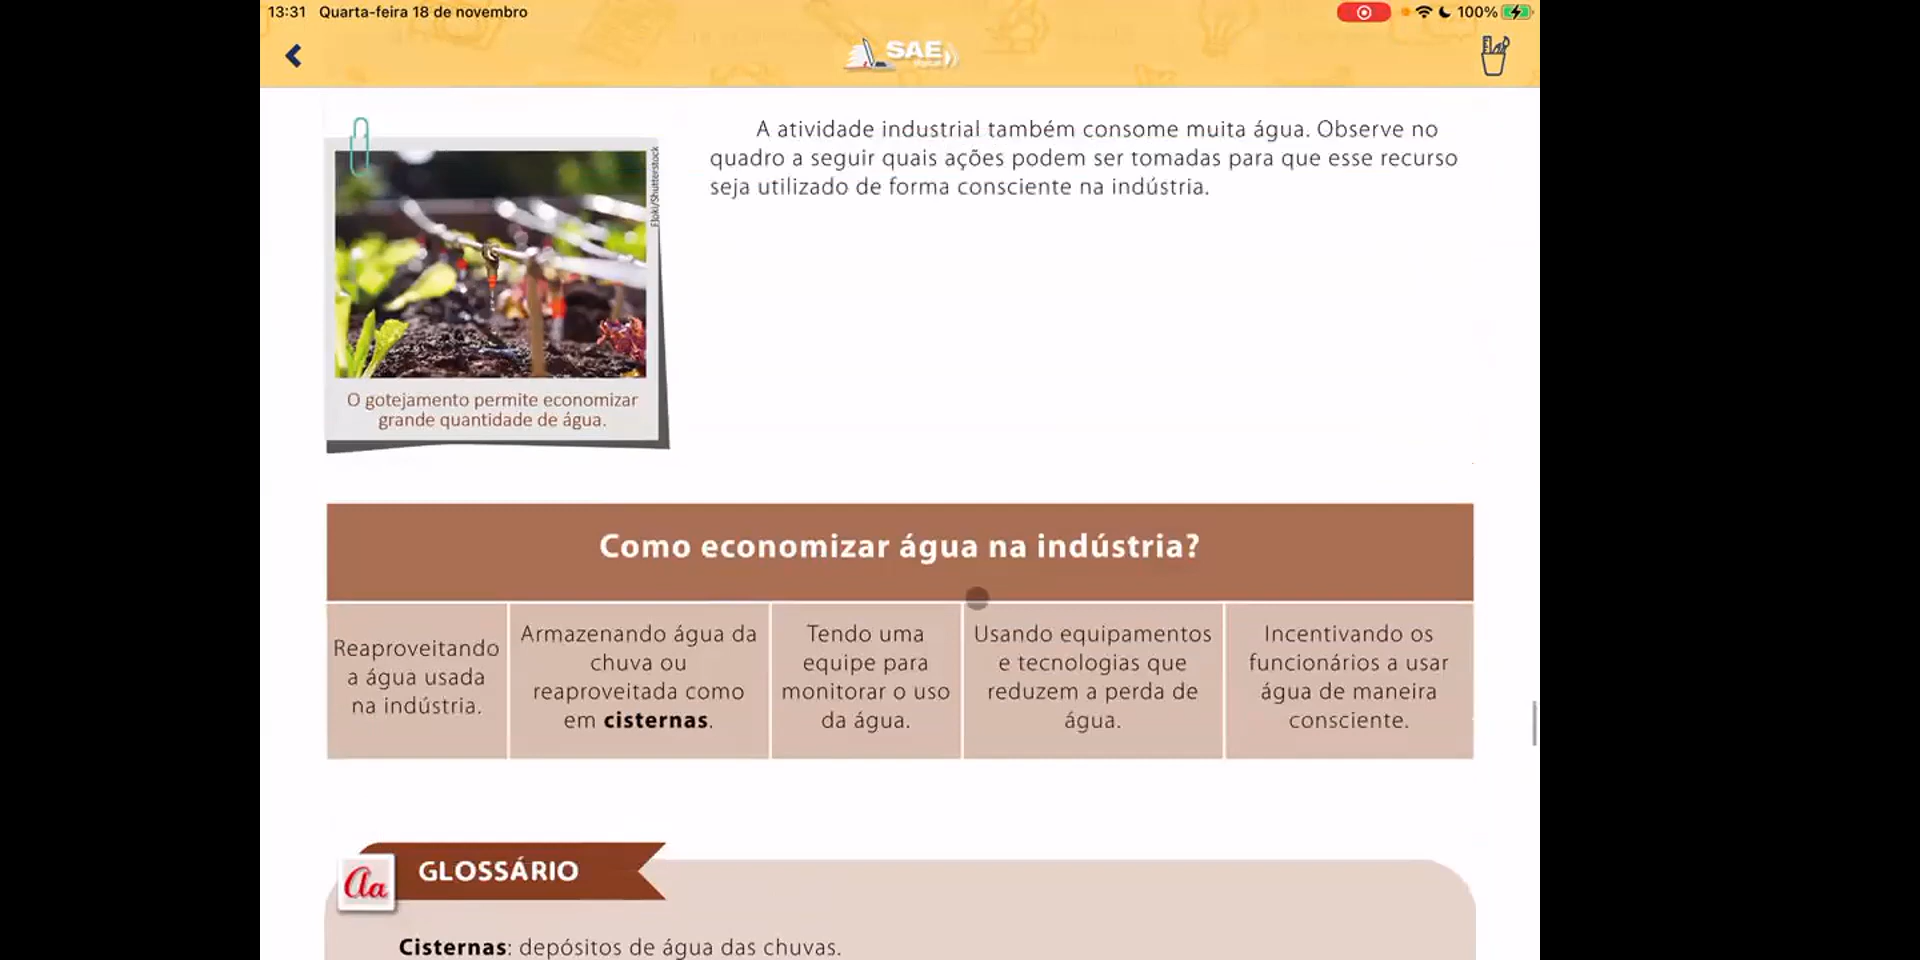 13:31 Quarta-feira 18 de novembro
100%
SAE
digital
A atividade industrial também consome muita água. Observe no
quadro a seguir quais ações podem ser tomadas para que esse recurso
seja utilizado de forma consciente na indústria.
Floki/Shutterstock
O gotejamento permite economizar
grande quantidade de água.
Como economizar água na indústria?
Reaproveitando
a água usada
na indústria.
Armazenando água da
chuva ou
reaproveitada como
em cisternas.
Tendo uma
equipe para
monitorar o uso
da água.
Usando equipamentos
e tecnologias que
reduzem a perda de
água.
Incentivando os
funcionários a usar
água de maneira
consciente.
Aa
GLOSSÁRIO
Cisternas: depósitos de água das chuvas.